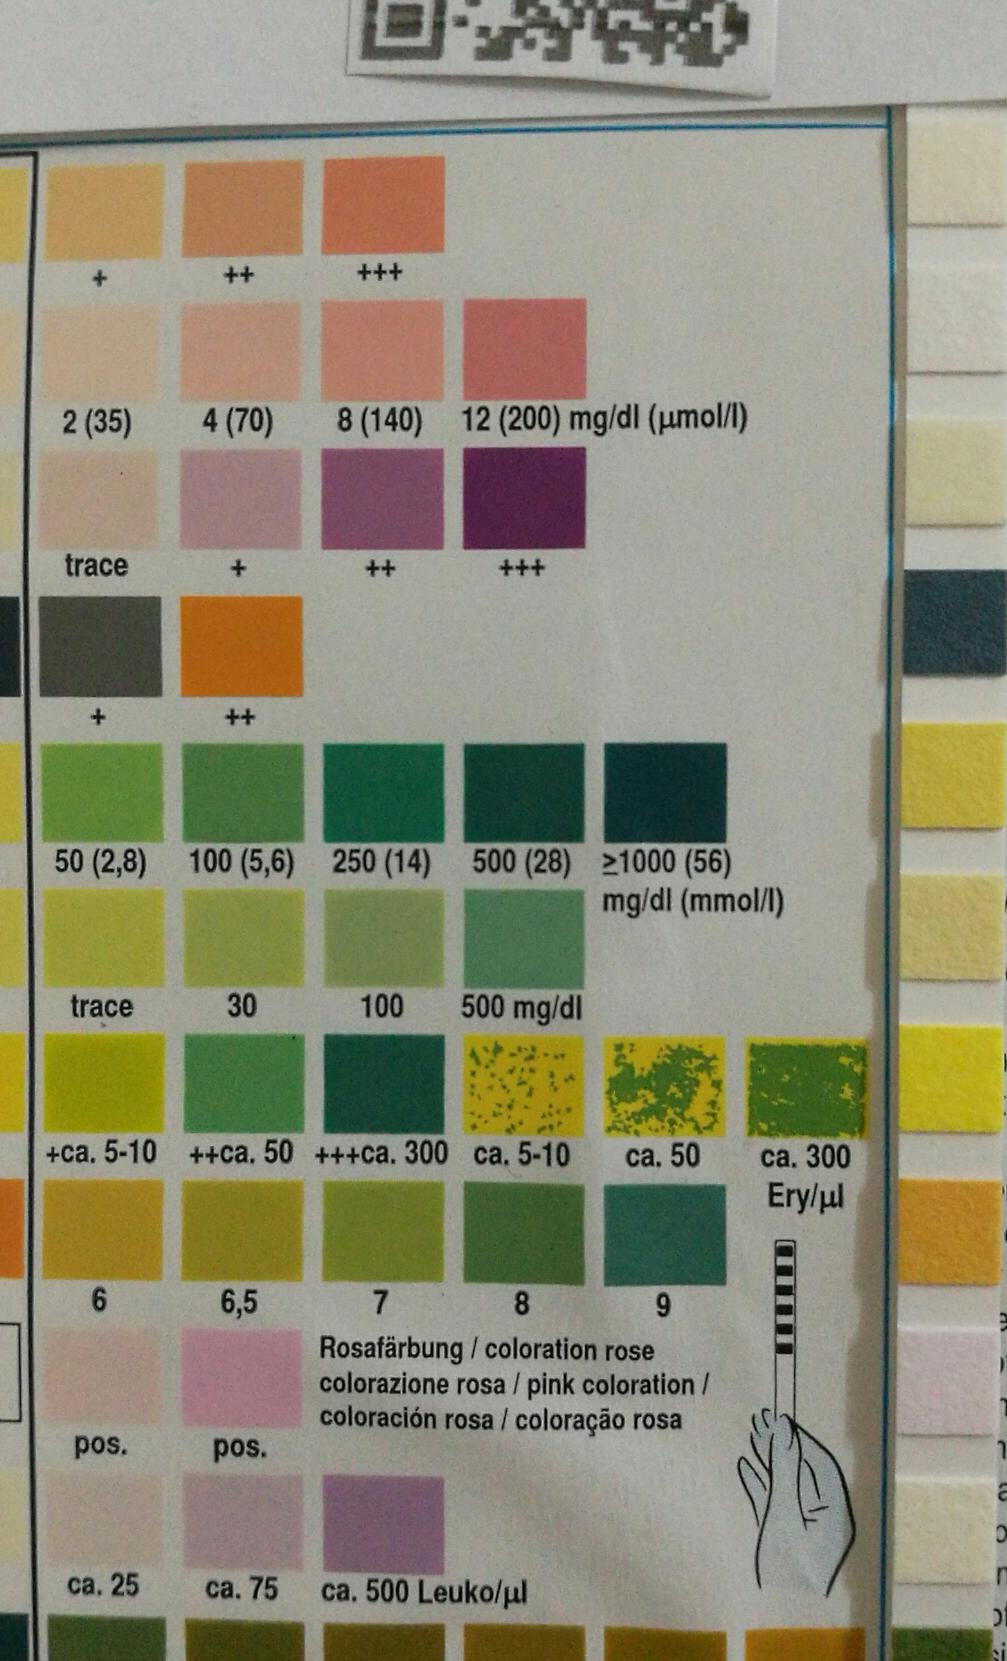 + ++ +++
2 (35) 4 (70) 8 (140) 12 (200) mg/dl (µmol/l)
trace + ++ +++
+ ++
50 (2,8) 100 (5,6) 250 (14) 500 (28) ≥1000 (56)
mg/dl (mmol/l)
trace 30 100 500 mg/dl
+ca. 5-10 ++ca. 50 +++ca. 300 ca. 5-10 ca. 50 ca. 300
Ery/µl
6 6,5 7 8 9
Rosafärbung / coloration rose
colorazione rosa / pink coloration /
coloración rosa / coloração rosa
pos. pos.
ca. 25 ca. 75 ca. 500 Leuko/µl